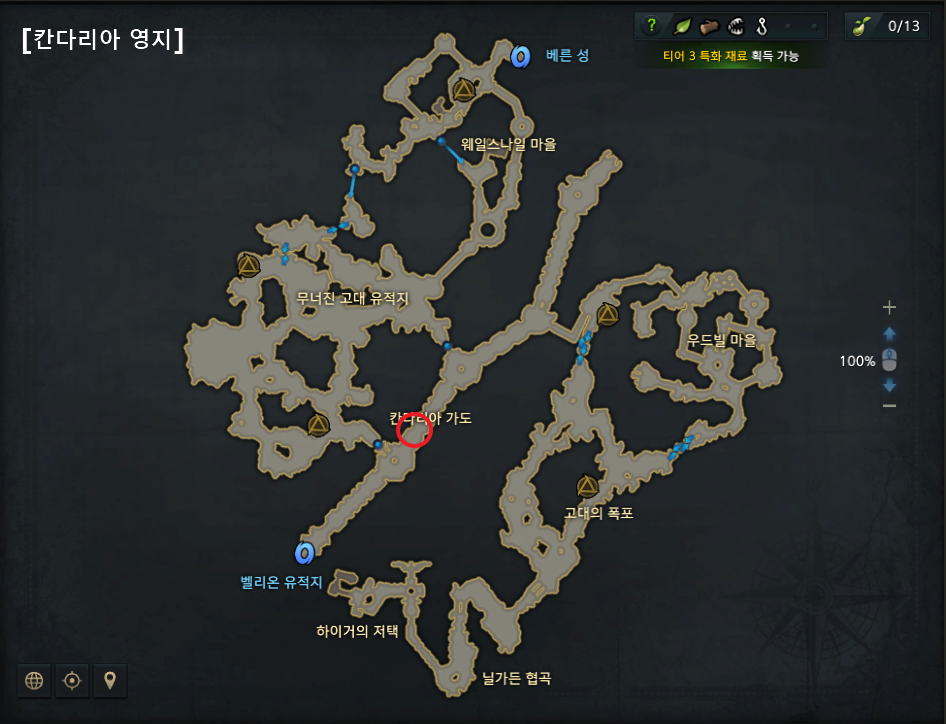 [칸다리아 영지]
?
0/13
티어 3 특화 재료 획득 가능
베른 성
웨일스나일 마을
무너진 고대 유적지
우드빌 마을
100%
칸다리아 가도
고대의 폭포
벨리온 유적지
하이거의 저택
닐가든 협곡